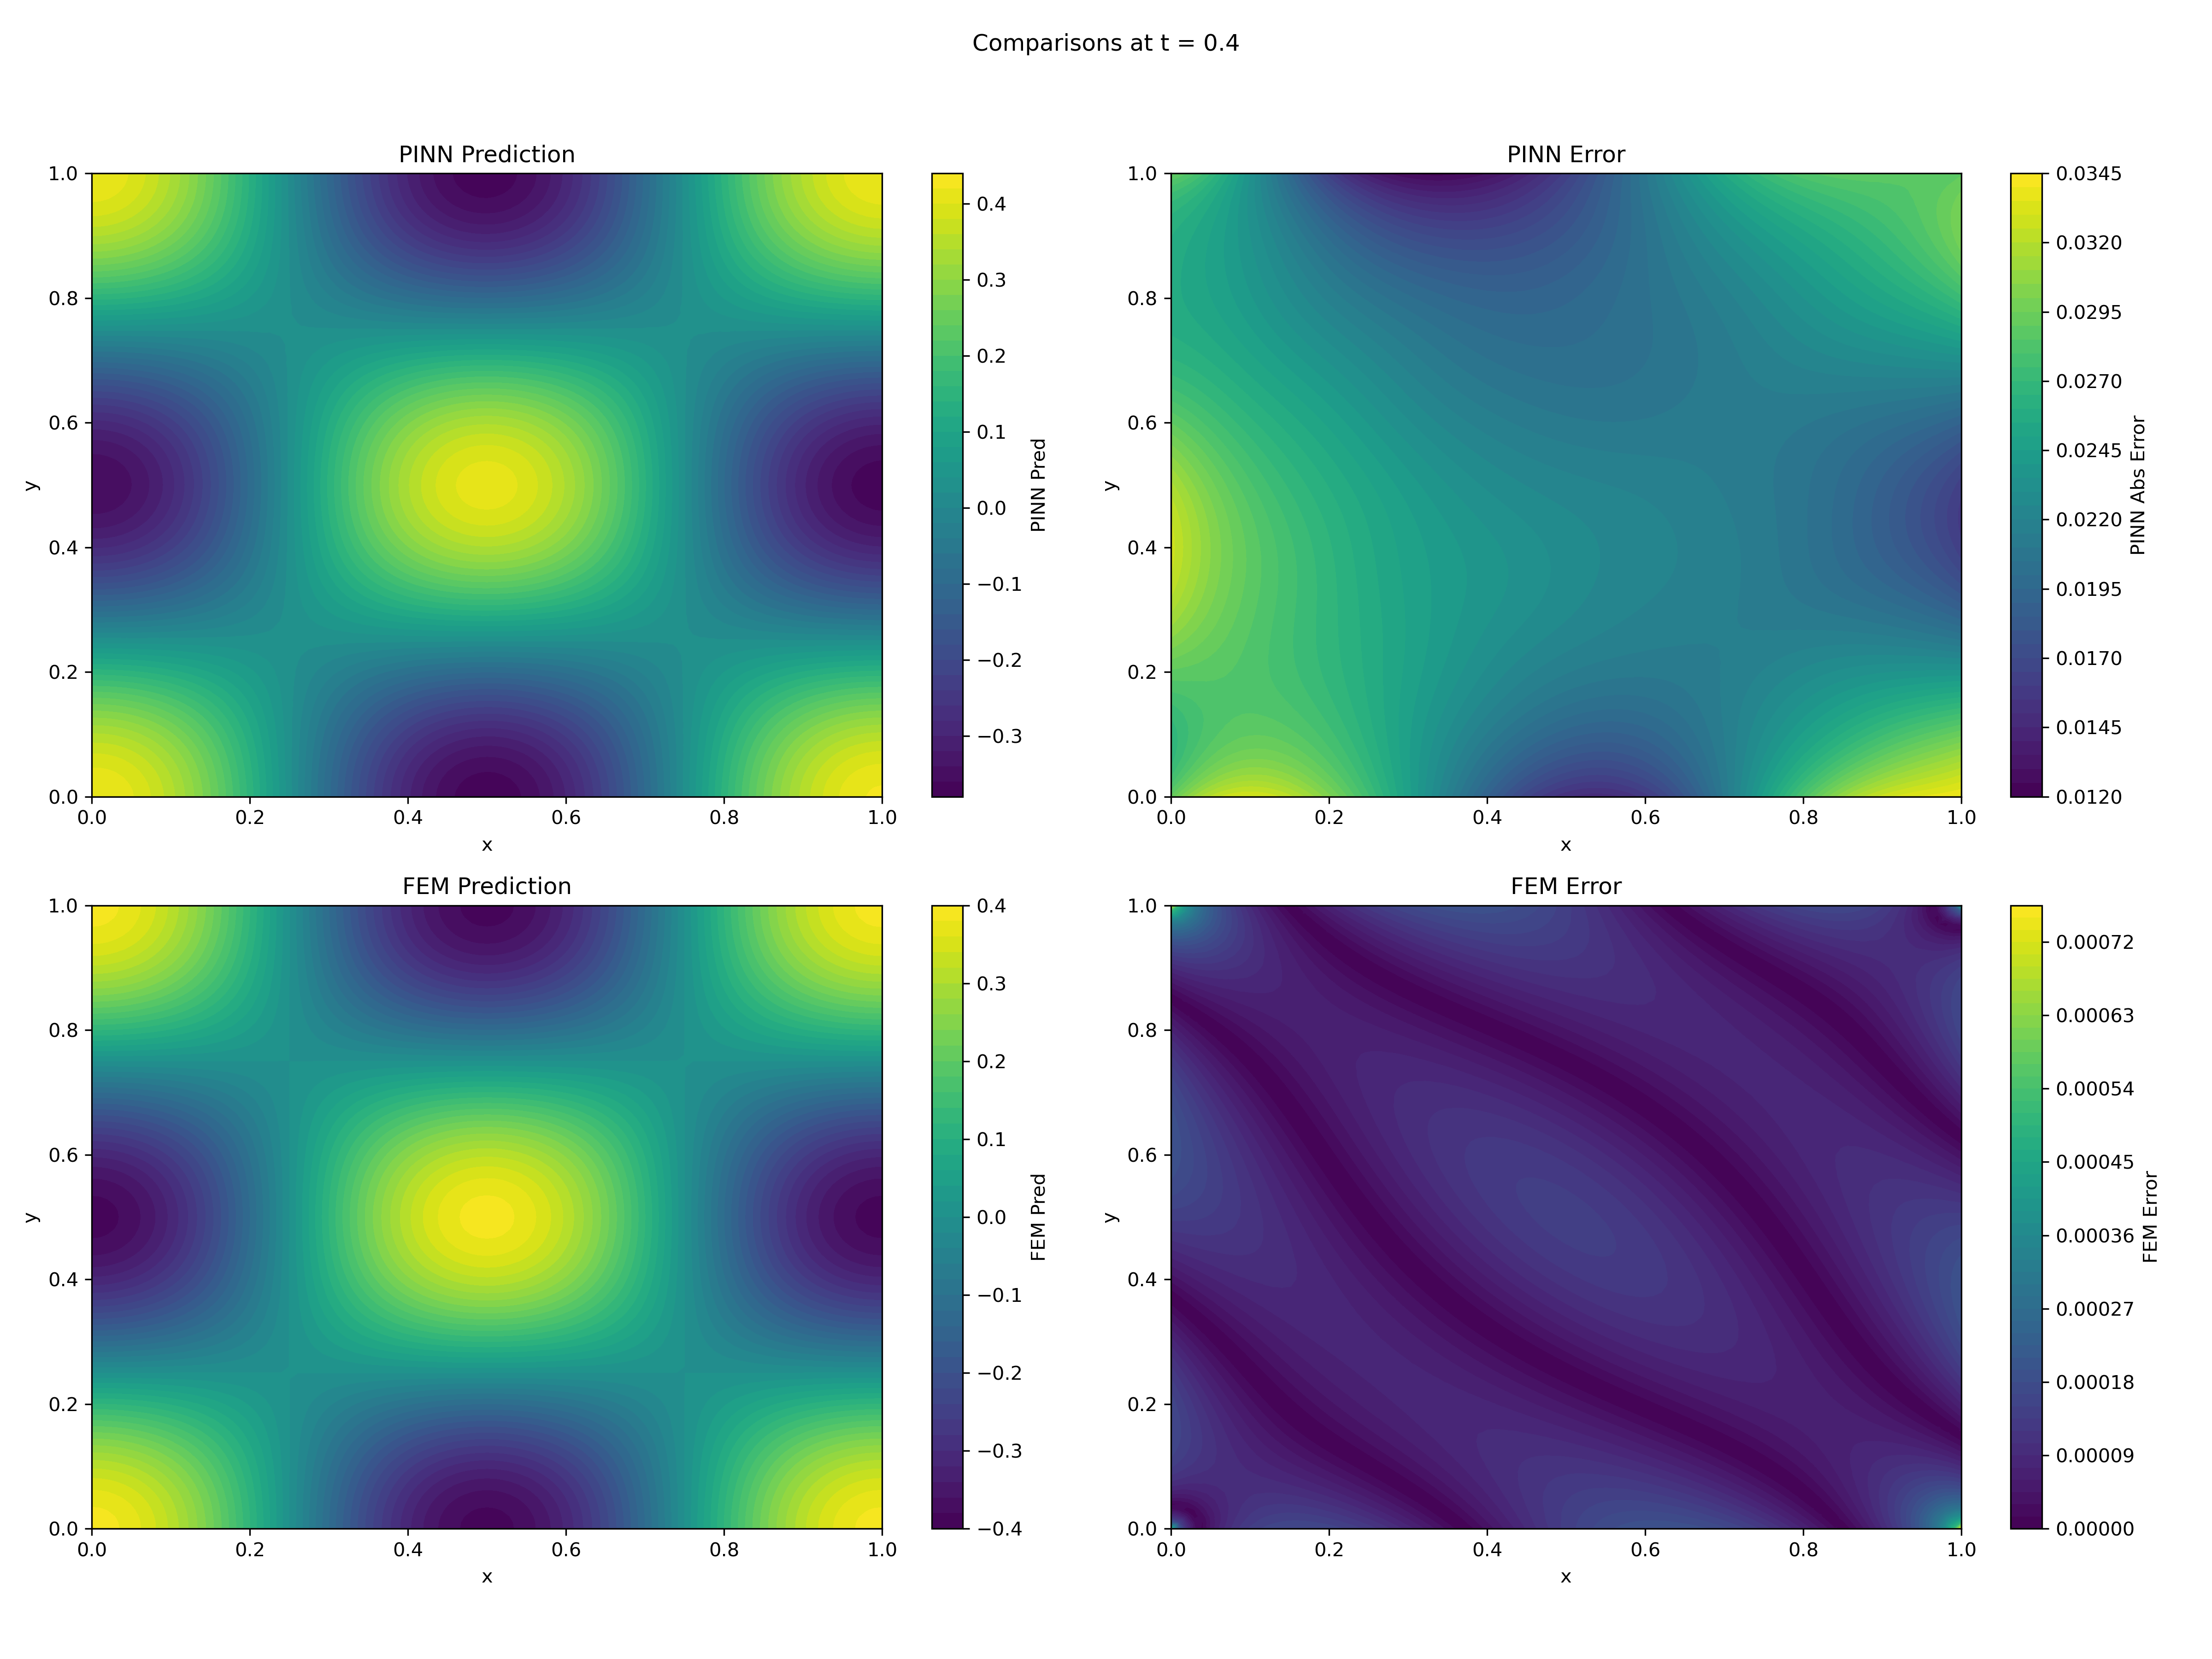 Comparisons at t = 0.4
PINN Prediction
1.0
0.8
0.6
0.4
0.2
0.0
y
0.0 0.2 0.4 0.6 0.8 1.0
x
0.4
0.3
0.2
0.1
0.0
−0.1
−0.2
−0.3
PINN Pred
PINN Error
1.0
0.8
0.6
0.4
0.2
0.0
y
0.0 0.2 0.4 0.6 0.8 1.0
x
0.0345
0.0320
0.0295
0.0270
0.0245
0.0220
0.0195
0.0170
0.0145
0.0120
PINN Abs Error
FEM Prediction
1.0
0.8
0.6
0.4
0.2
0.0
y
0.0 0.2 0.4 0.6 0.8 1.0
x
0.4
0.3
0.2
0.1
0.0
−0.1
−0.2
−0.3
−0.4
FEM Pred
FEM Error
1.0
0.8
0.6
0.4
0.2
0.0
y
0.0 0.2 0.4 0.6 0.8 1.0
x
0.00072
0.00063
0.00054
0.00045
0.00036
0.00027
0.00018
0.00009
0.00000
FEM Error